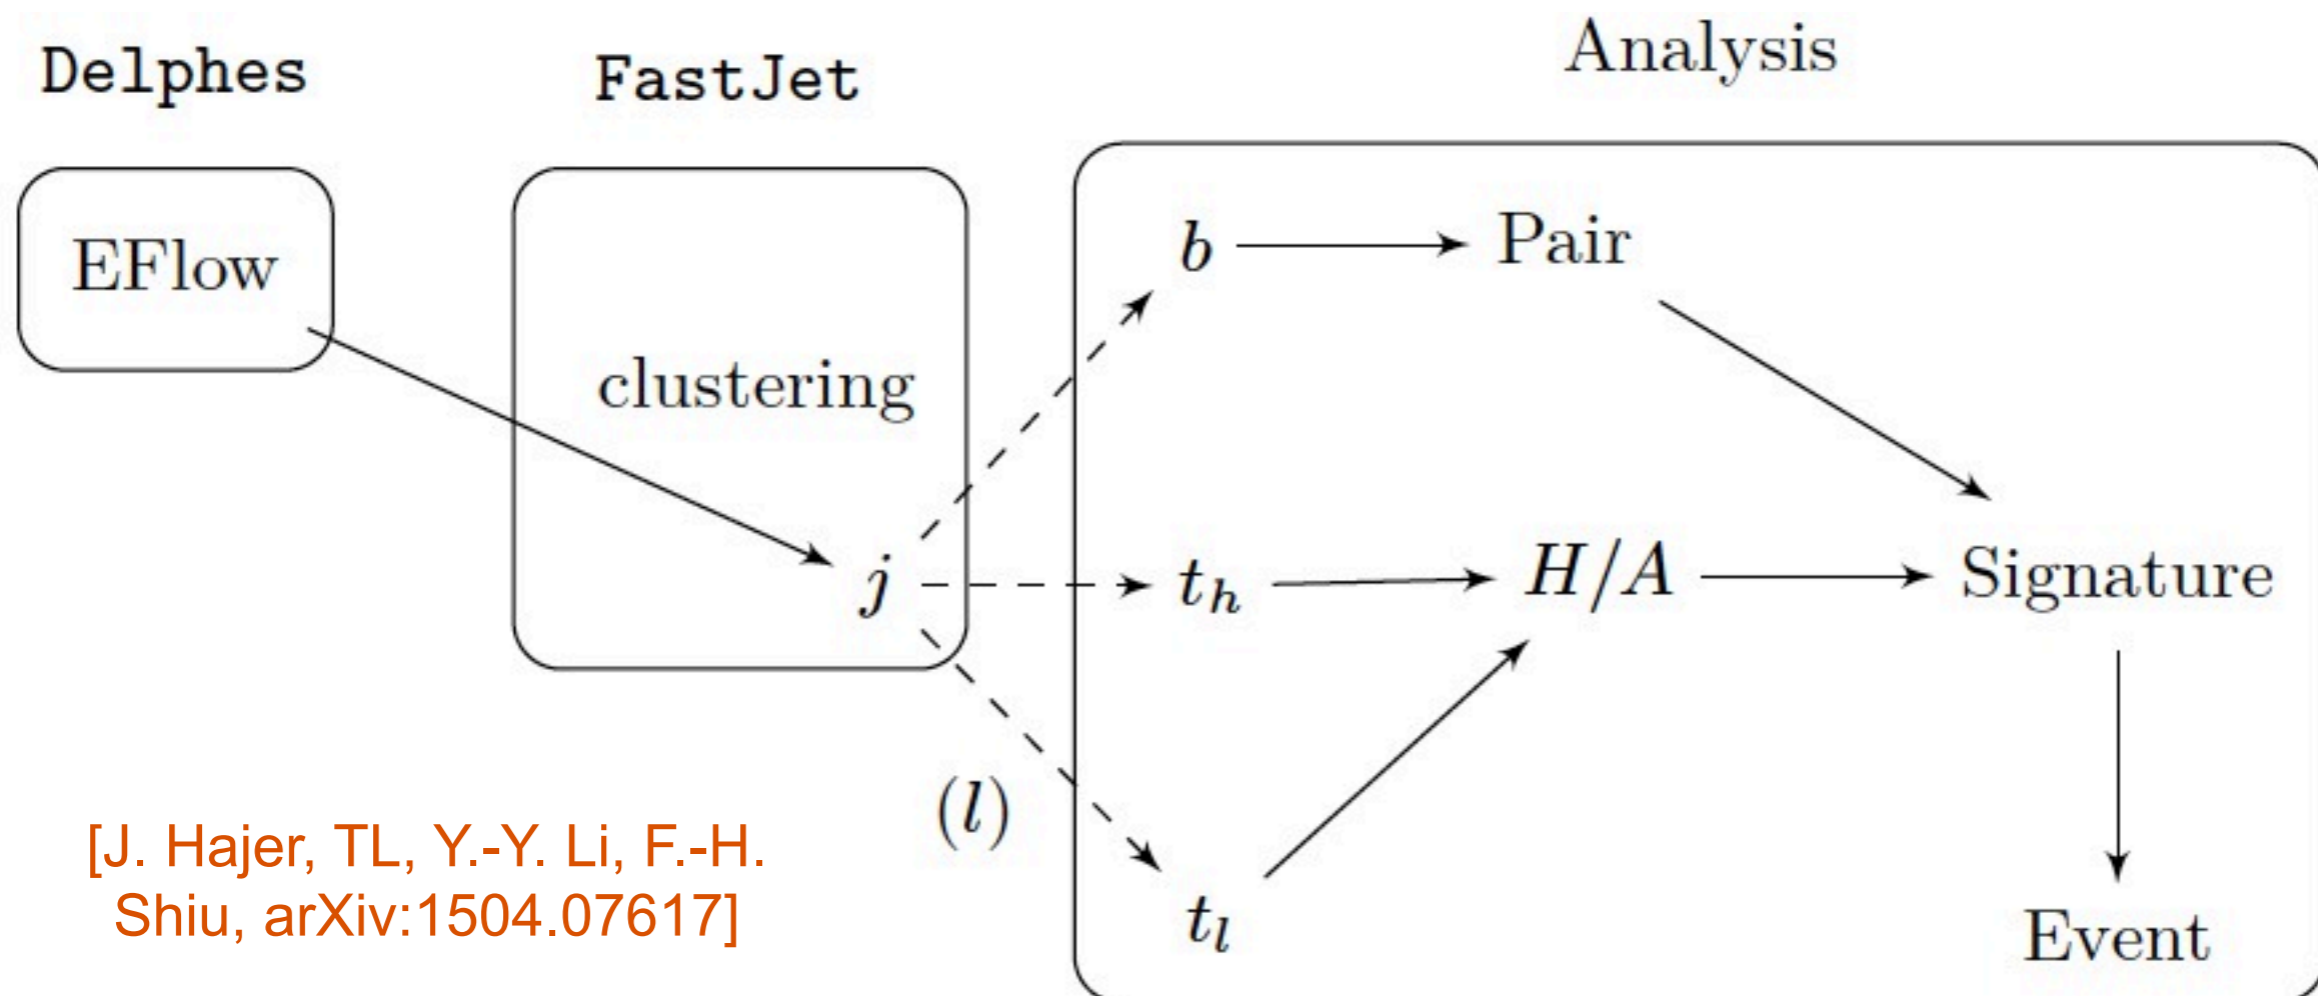 Delphes
FastJet
Analysis
EFlow
clustering
j
(l)
b
Pair
t_h
H/A
Signature
t_l
Event
[J. Hajer, TL, Y.-Y. Li, F.-H.
Shiu, arXiv:1504.07617]